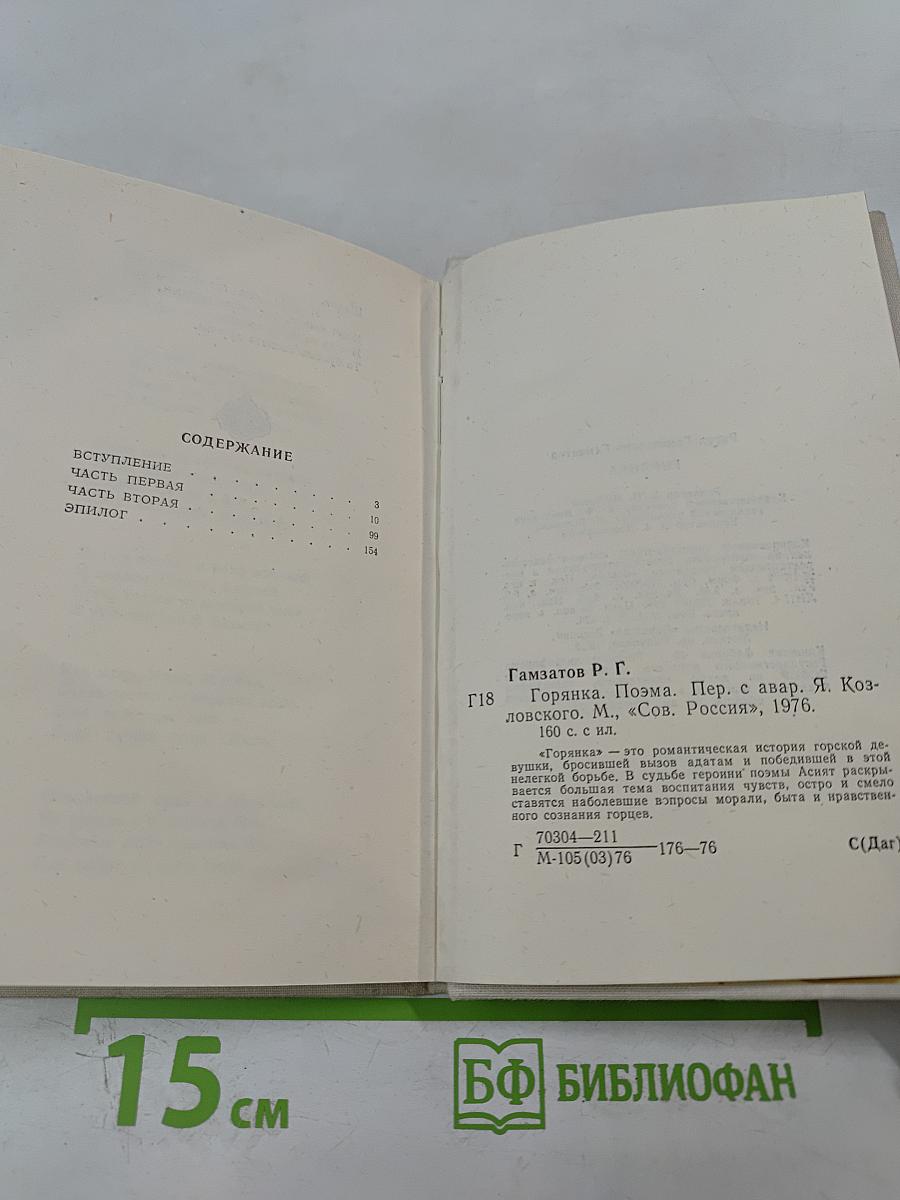 СОДЕРЖАНИЕ
ВСТУПЛЕНИЕ . . . . . . . . . 3
ЧАСТЬ ПЕРВАЯ . . . . . . . . 10
ЧАСТЬ ВТОРАЯ . . . . . . . . . 99
ЭПИЛОГ . . . . . . . . . . 154
Гамзатов Р. Г.
Г18 Горянка. Поэма. Пер. с авар. Я. Коз-
ловского. М., «Сов. Россия», 1976.
160 с. с ил.
«Горянка» — это романтическая история горской де-
вушки, бросившей вызов адатам и победившей в этой
нелегкой борьбе. В судьбе героини поэмы Асият раскры-
вается большая тема воспитания чувств, остро и смело
ставятся наболевшие вопросы морали, быта и нравствен-
ного сознания горцев.
70304—211
Г —176—76 С(Даг)
М-105(03)76
15 см
БФ БИБЛИОФАН